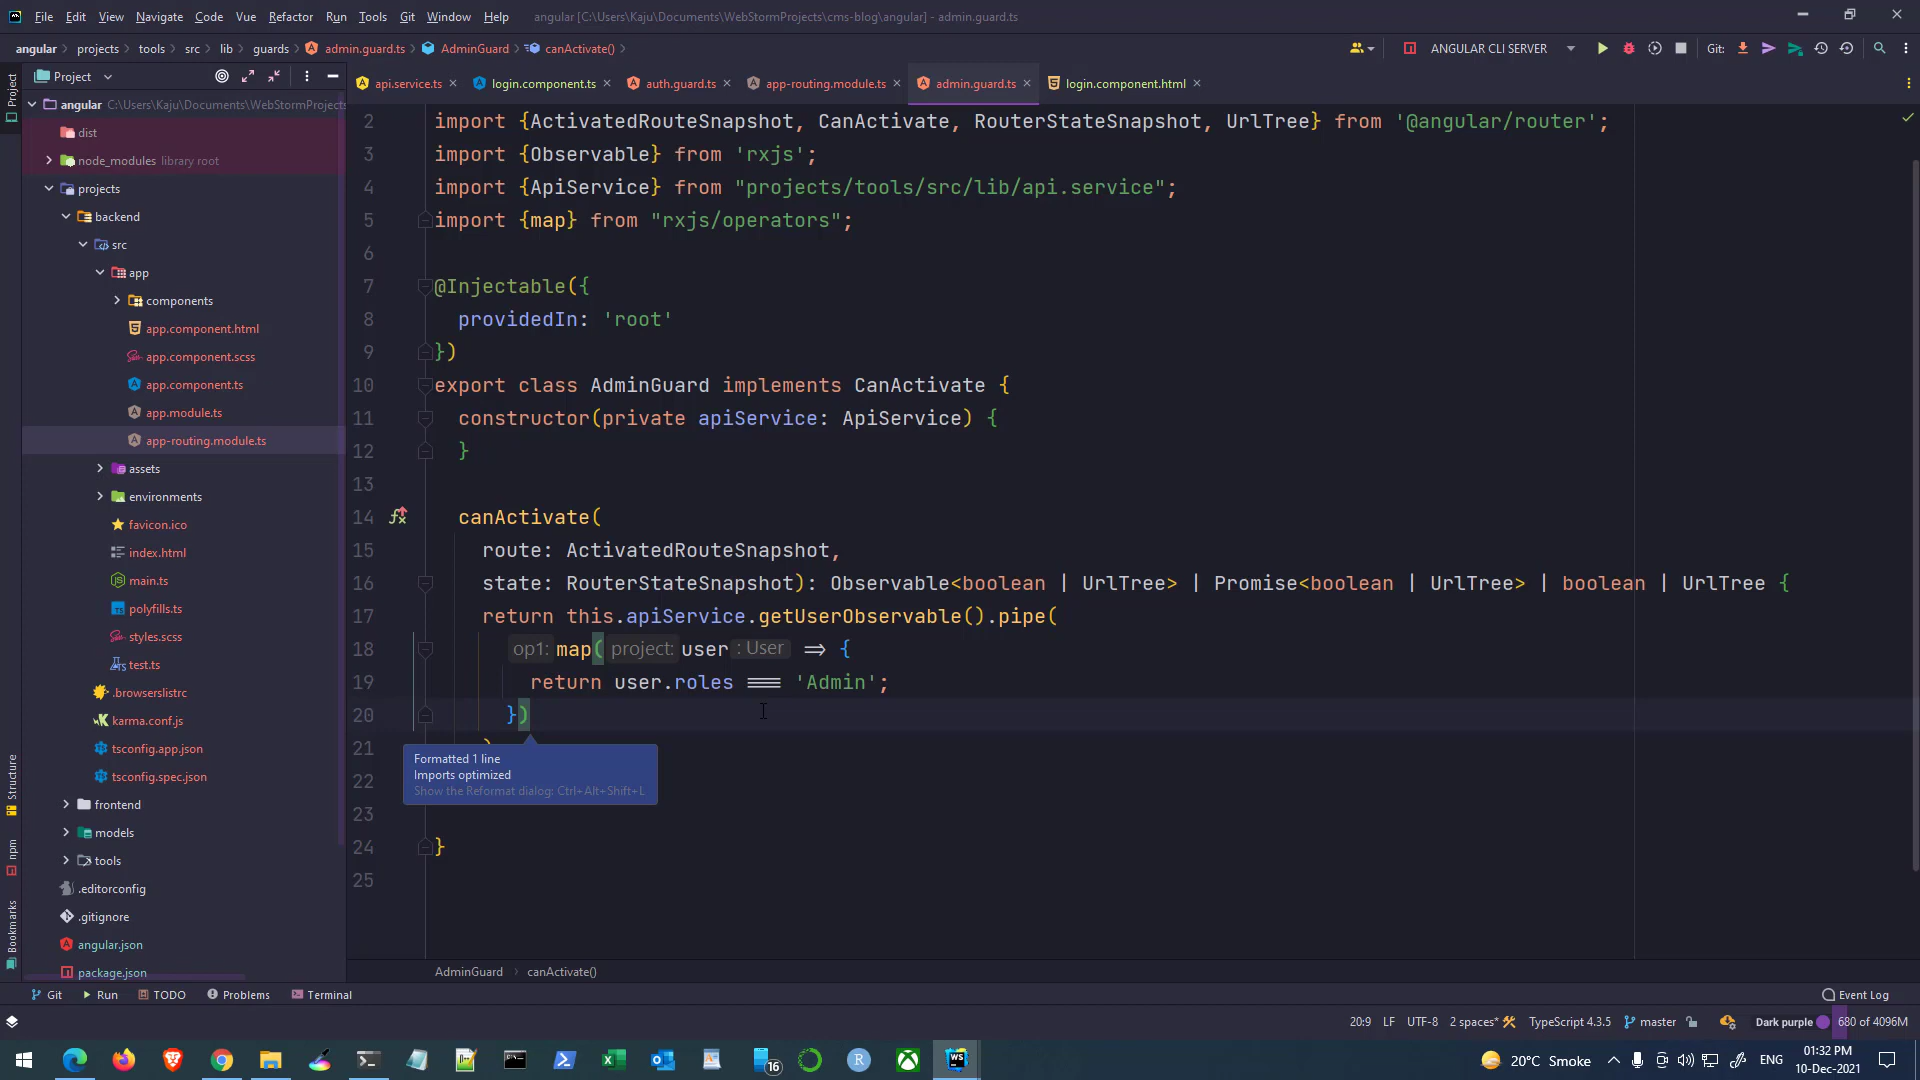 File Edit View Navigate Code Vue Refactor Run Tools Git Window Help angular [C:\Users\Kaju\Documents\WebStormProjects\cms-blog\angular] - admin.guard.ts
angular projects tools src lib guards admin.guard.ts AdminGuard canActivate() ANGULAR CLI SERVER Git:
Project
api.service.ts login.component.ts auth.guard.ts app-routing.module.ts admin.guard.ts login.component.html
Project
angular C:\Users\Kaju\Documents\WebStormProjects
dist
node_modules library root
projects
backend
src
app
components
app.component.html
app.component.scss
app.component.ts
app.module.ts
app-routing.module.ts
assets
environments
favicon.ico
index.html
main.ts
polyfills.ts
styles.scss
test.ts
.browserslistrc
karma.conf.js
tsconfig.app.json
tsconfig.spec.json
frontend
models
tools
.editorconfig
.gitignore
angular.json
package.json
Structure
npm
Bookmarks
2 import {ActivatedRouteSnapshot, CanActivate, RouterStateSnapshot, UrlTree} from '@angular/router';
3 import {Observable} from 'rxjs';
4 import {ApiService} from "projects/tools/src/lib/api.service";
5 import {map} from "rxjs/operators";
6
7 @Injectable({
8 providedIn: 'root'
9 })
10 export class AdminGuard implements CanActivate {
11 constructor(private apiService: ApiService) {
12 }
13
14 canActivate(
15 route: ActivatedRouteSnapshot,
16 state: RouterStateSnapshot): Observable<boolean | UrlTree> | Promise<boolean | UrlTree> | boolean | UrlTree {
17 return this.apiService.getUserObservable().pipe(
18 op1: map( project: user : User => {
19 return user.roles === 'Admin';
20 })
21 )
22
23
24 }
25
Formatted 1 line
Imports optimized
Show the Reformat dialog: Ctrl+Alt+Shift+L
AdminGuard canActivate()
Git Run TODO Problems Terminal Event Log
20:9 LF UTF-8 2 spaces* TypeScript 4.3.5 master Dark purple 680 of 4096M
16 WS 20°C Smoke ENG 01:32 PM
10-Dec-2021